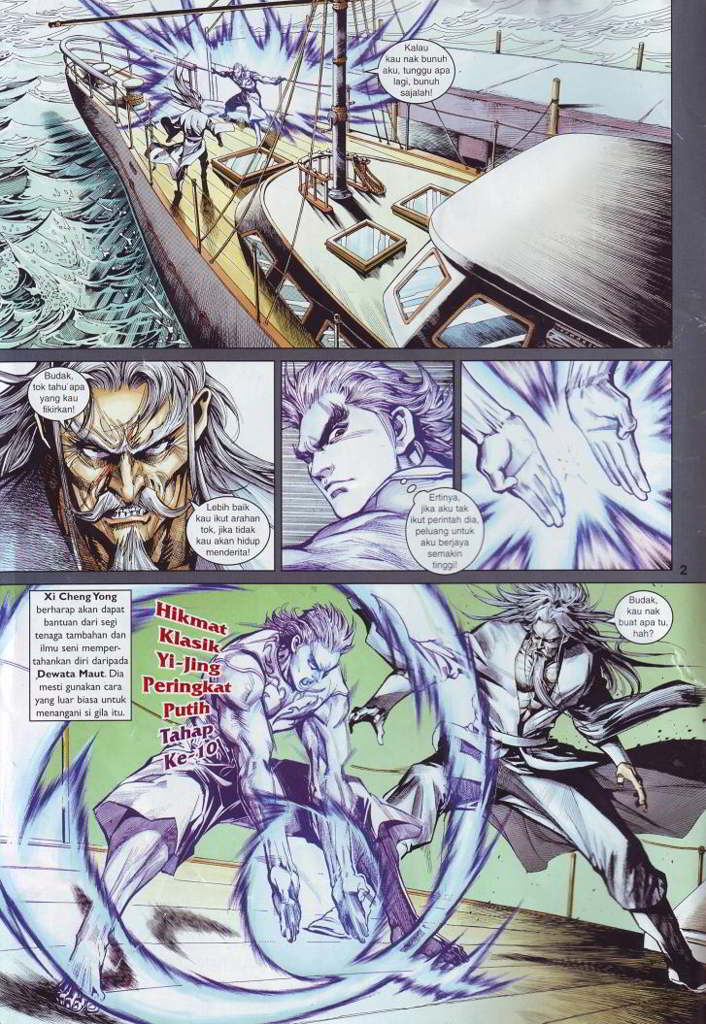 Kalau
kau nak bunuh
aku, tunggu apa
lagi, bunuh
sajalah!
Budak,
tok tahu apa
yang kau
fikirkan!
Lebih baik
kau ikut arahan
tok, jika tidak
kau akan hidup
menderita!
Ertinya,
jika aku tak
ikut perintah dia,
peluang untuk
aku berjaya
semakin
tinggi!
2
Xi Cheng Yong
berharap akan dapat
bantuan dari segi
tenaga tambahan dan
ilmu seni memper-
tahankan diri daripada
Dewata Maut. Dia
mesti gunakan cara
yang luar biasa untuk
menangani si gila itu.
Hikmat
Klasik
Yi-Jing
Peringkat
Putih
Tahap
Ke-10
Budak,
kau nak
buat apa tu,
hah?